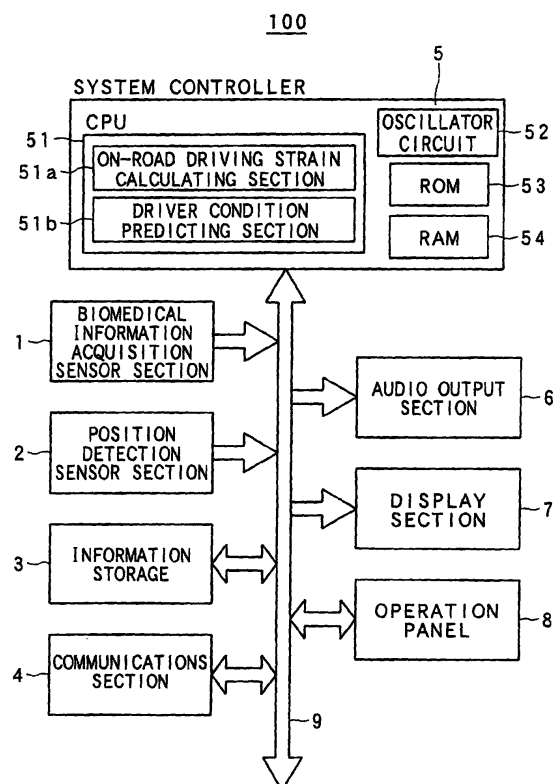 100
5
SYSTEM CONTROLLER
CPU
51
51a
ON-ROAD DRIVING STRAIN
CALCULATING SECTION
51b
DRIVER CONDITION
PREDICTING SECTION
OSCILLATOR
CIRCUIT
52
ROM
53
RAM
54
1
BIOMEDICAL
INFORMATION
ACQUISITION
SENSOR SECTION
2
POSITION
DETECTION
SENSOR SECTION
3
INFORMATION
STORAGE
4
COMMUNICATIONS
SECTION
AUDIO OUTPUT
SECTION
6
DISPLAY
SECTION
7
OPERATION
PANEL
8
9